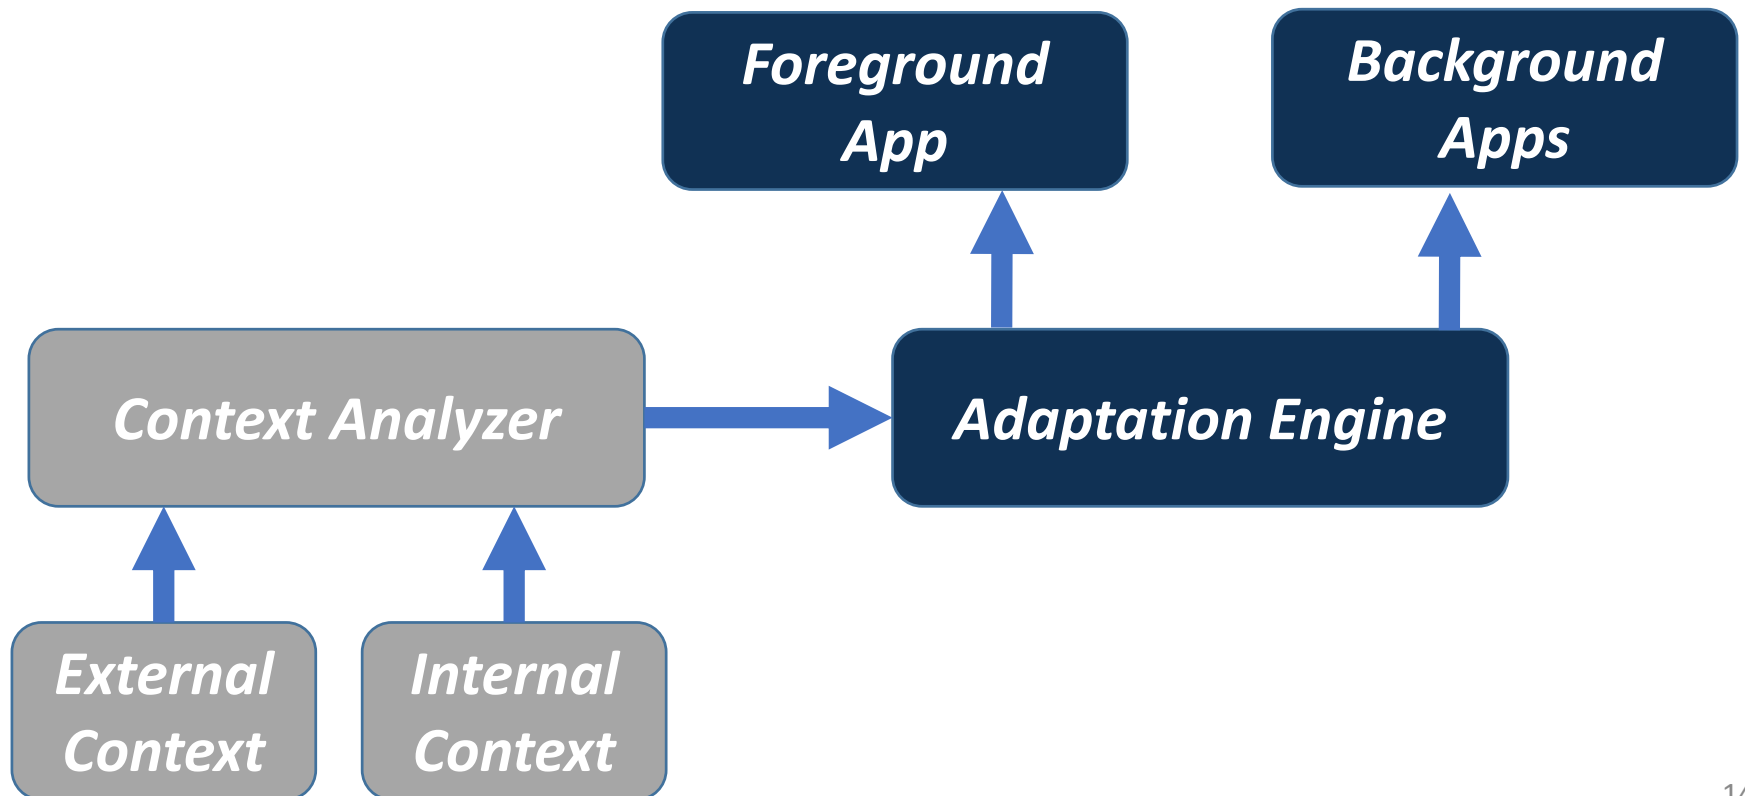 Foreground
App
Background
Apps
Context Analyzer
Adaptation Engine
External
Context
Internal
Context